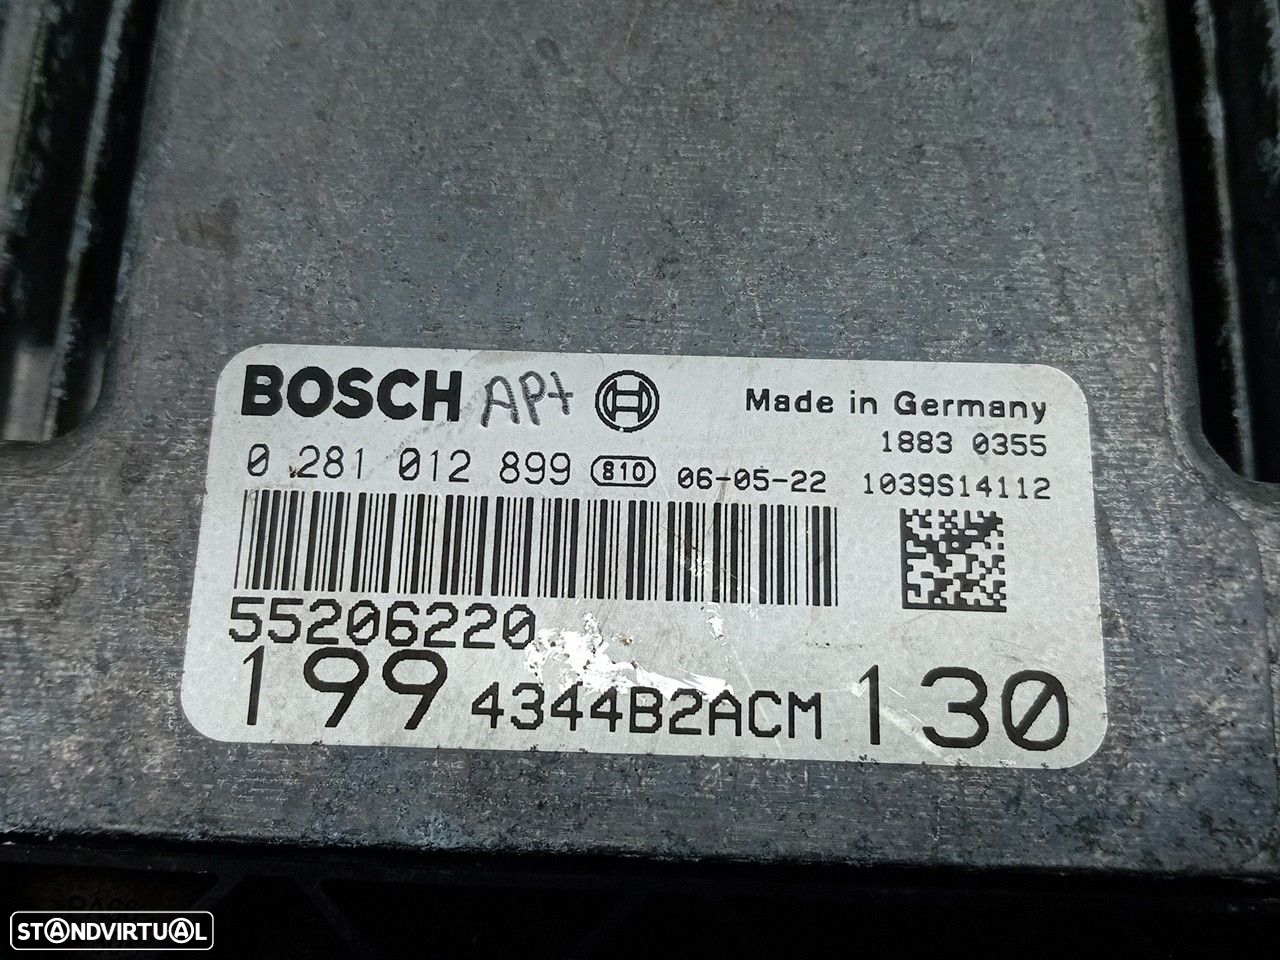 BOSCH APt Made in Germany
1883 0355
0 281 012 899 810 06-05-22 1039S14112
55206220
199 4344B2ACM 130
STANDVIRTUAL